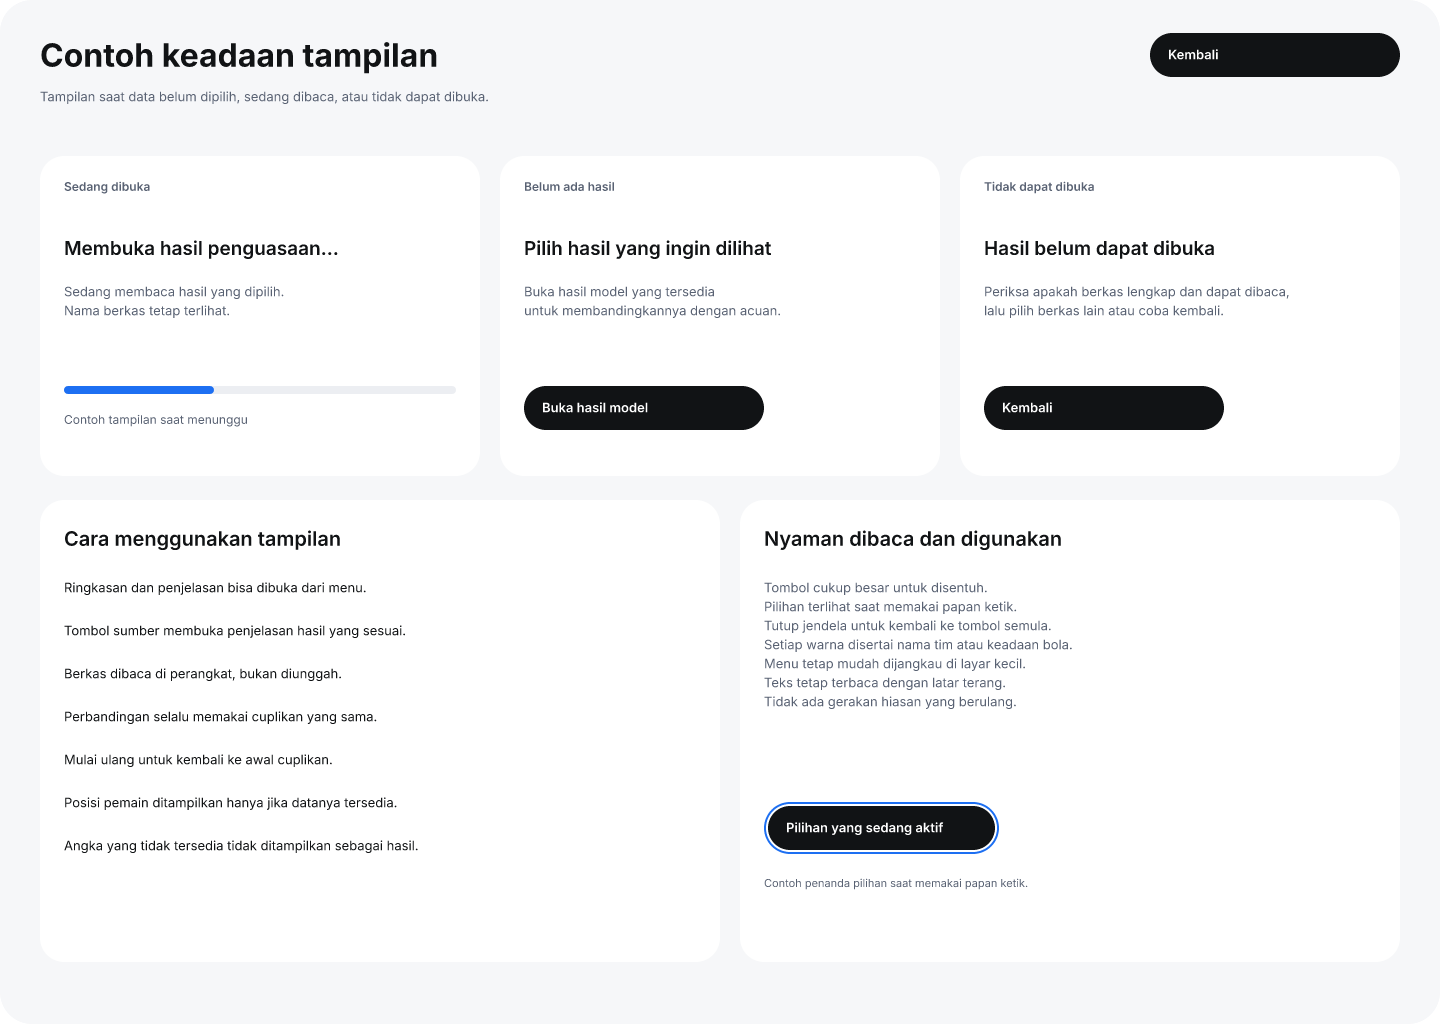 Contoh keadaan tampilan
Kembali
Tampilan saat data belum dipilih, sedang dibaca, atau tidak dapat dibuka.
Sedang dibuka
Membuka hasil penguasaan...
Sedang membaca hasil yang dipilih.
Nama berkas tetap terlihat.
Contoh tampilan saat menunggu
Belum ada hasil
Pilih hasil yang ingin dilihat
Buka hasil model yang tersedia
untuk membandingkannya dengan acuan.
Buka hasil model
Tidak dapat dibuka
Hasil belum dapat dibuka
Periksa apakah berkas lengkap dan dapat dibaca,
lalu pilih berkas lain atau coba kembali.
Kembali
Cara menggunakan tampilan
Ringkasan dan penjelasan bisa dibuka dari menu.
Tombol sumber membuka penjelasan hasil yang sesuai.
Berkas dibaca di perangkat, bukan diunggah.
Perbandingan selalu memakai cuplikan yang sama.
Mulai ulang untuk kembali ke awal cuplikan.
Posisi pemain ditampilkan hanya jika datanya tersedia.
Angka yang tidak tersedia tidak ditampilkan sebagai hasil.
Nyaman dibaca dan digunakan
Tombol cukup besar untuk disentuh.
Pilihan terlihat saat memakai papan ketik.
Tutup jendela untuk kembali ke tombol semula.
Setiap warna disertai nama tim atau keadaan bola.
Menu tetap mudah dijangkau di layar kecil.
Teks tetap terbaca dengan latar terang.
Tidak ada gerakan hiasan yang berulang.
Pilihan yang sedang aktif
Contoh penanda pilihan saat memakai papan ketik.